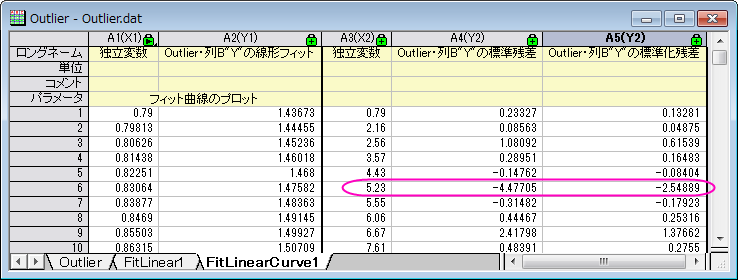 Outlier - Outlier.dat
A1(X1) A2(Y1) A3(X2) A4(Y2) A5(Y2)
ロングネーム 独立変数 Outlier・列B"Y"の線形フィット 独立変数 Outlier・列B"Y"の標準残差 Outlier・列B"Y"の標準化残差
単位
コメント
パラメータ フィット曲線のプロット
1 0.79 1.43673 0.79 0.23327 0.13281
2 0.79813 1.44455 2.16 0.08563 0.04875
3 0.80626 1.45236 2.56 1.08092 0.61539
4 0.81438 1.46018 3.57 0.28951 0.16483
5 0.82251 1.468 4.43 -0.14762 -0.08404
6 0.83064 1.47582 5.23 -4.47705 -2.54889
7 0.83877 1.48363 5.55 -0.31482 -0.17923
8 0.8469 1.49145 6.06 0.44467 0.25316
9 0.85503 1.49927 6.67 2.41798 1.37662
10 0.86315 1.50709 7.61 0.48391 0.2755
Outlier FitLinear1 FitLinearCurve1